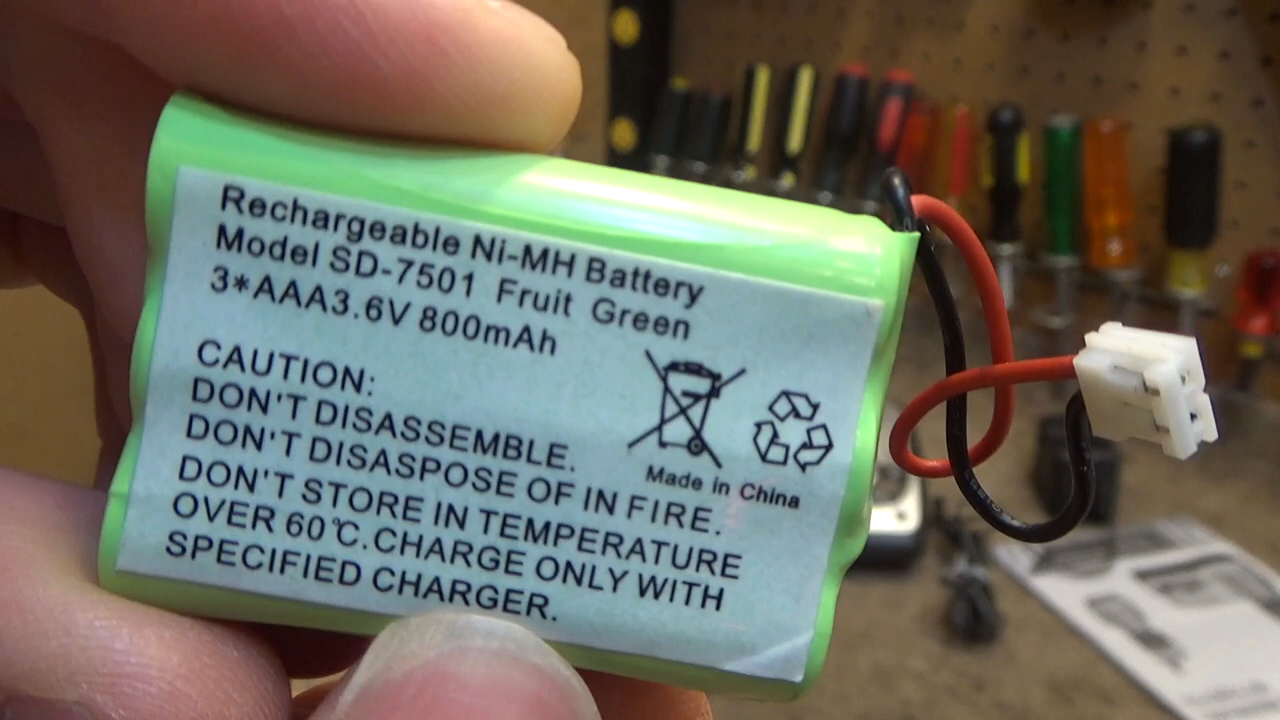 Rechargeable Ni-MH Battery
Model SD-7501 Fruit Green
3*AAA3.6V 800mAh
CAUTION:
DON'T DISASSEMBLE.
DON'T DISASPOSE OF IN FIRE.
DON'T STORE IN TEMPERATURE
OVER 60℃.CHARGE ONLY WITH
SPECIFIED CHARGER.
Made in China